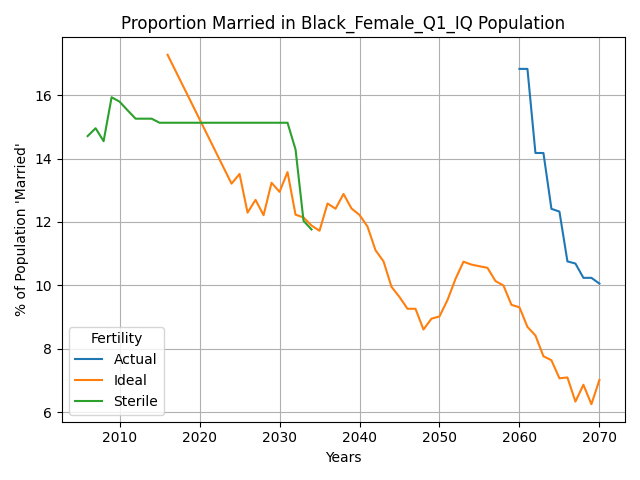 Proportion Married in Black_Female_Q1_IQ Population
% of Population 'Married'
16
14
12
10
8
6
Fertility
Actual
Ideal
Sterile
2010 2020 2030 2040 2050 2060 2070
Years